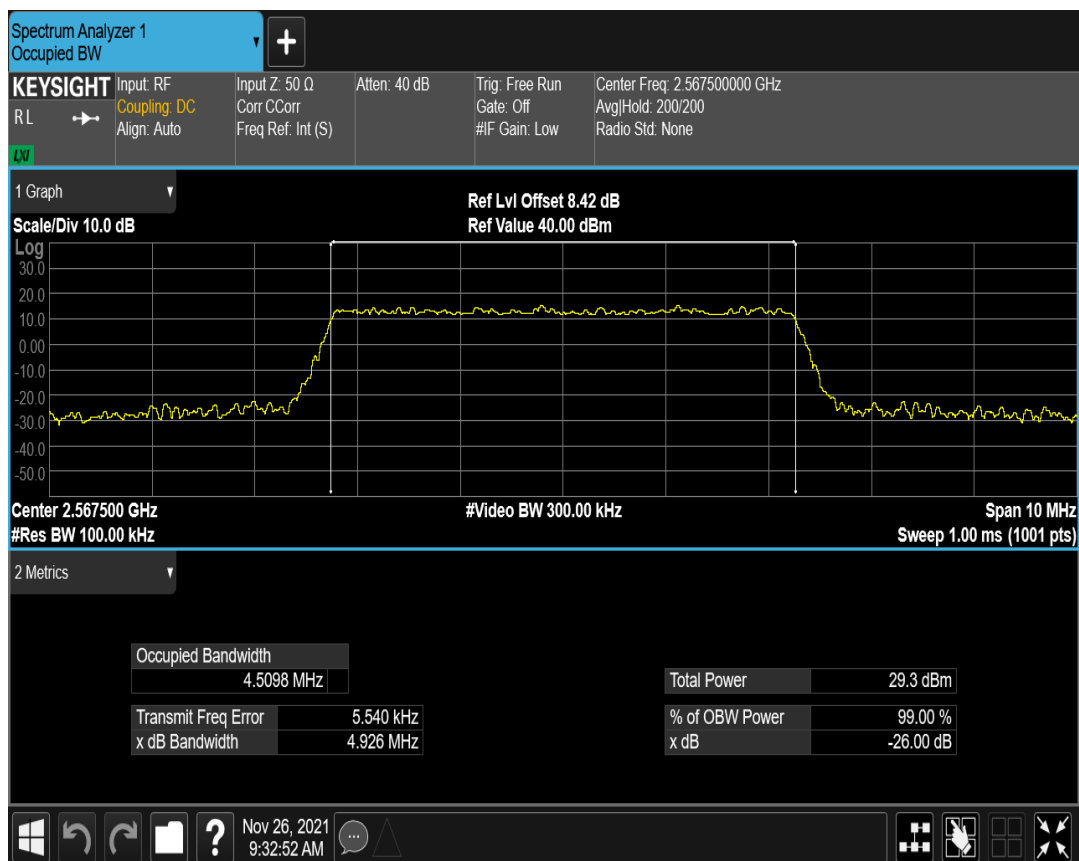 Spectrum Analyzer 1
Occupied BW
+
KEYSIGHT Input: RF Input Z: 50 Ω Atten: 40 dB Trig: Free Run Center Freq: 2.567500000 GHz
RL Coupling: DC Corr CCorr Gate: Off Avg|Hold: 200/200
Align: Auto Freq Ref: Int (S) #IF Gain: Low Radio Std: None
LXI
1 Graph
Ref Lvl Offset 8.42 dB
Scale/Div 10.0 dB Ref Value 40.00 dBm
Log
30.0
20.0
10.0
0.00
-10.0
-20.0
-30.0
-40.0
-50.0
Center 2.567500 GHz #Video BW 300.00 kHz Span 10 MHz
#Res BW 100.00 kHz Sweep 1.00 ms (1001 pts)
2 Metrics
Occupied Bandwidth
4.5098 MHz Total Power 29.3 dBm
Transmit Freq Error 5.540 kHz % of OBW Power 99.00 %
x dB Bandwidth 4.926 MHz x dB -26.00 dB
? Nov 26, 2021
9:32:52 AM